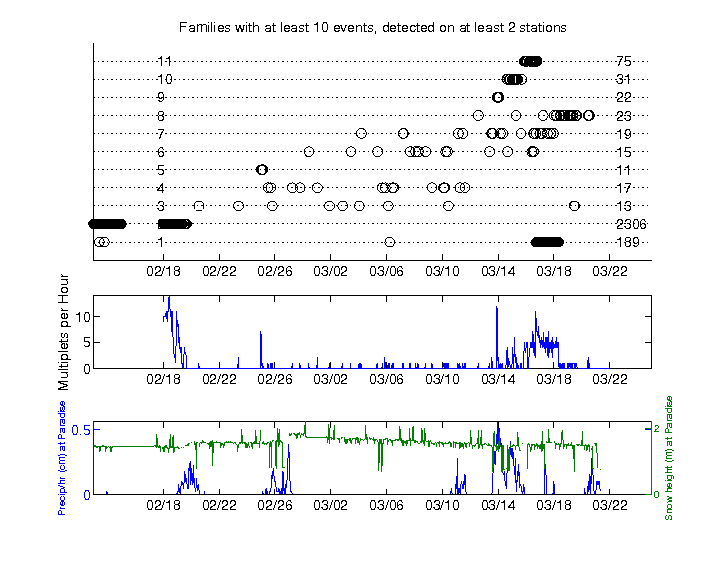 Families with at least 10 events, detected on at least 2 stations
11 75
10 31
9 22
8 23
7 19
6 15
5 11
4 17
3 13
2306
1 189
02/18 02/22 02/26 03/02 03/06 03/10 03/14 03/18 03/22
Multiplets per Hour
10
5
0
02/18 02/22 02/26 03/02 03/06 03/10 03/14 03/18 03/22
Precip/hr (cm) at Paradise
0.5
0
2
0
Snow height (m) at Paradise
02/18 02/22 02/26 03/02 03/06 03/10 03/14 03/18 03/22